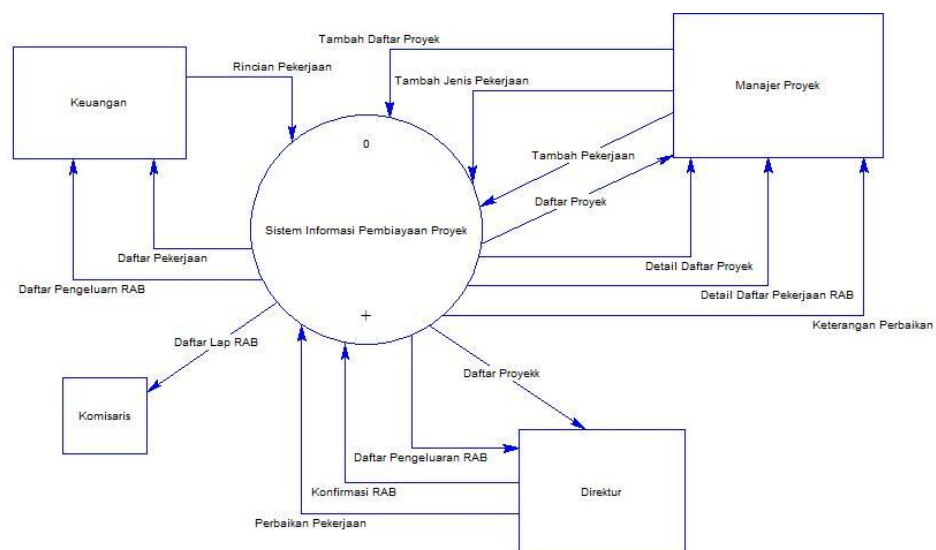 Tambah Daftar Proyek
Rincian Pekerjaan
Tambah Jenis Pekerjaan
Manajer Proyek
Keuangan
0
Tambah Pekerjaan
Daftar Proyek
Sistem Informasi Pembiayaan Proyek
Daftar Pekerjaan
Detail Daftar Proyek
Daftar Pengeluarn RAB
Detail Daftar Pekerjaan RAB
+
Keterangan Perbaikan
Daftar Lap RAB
Daftar Proyekk
Komisaris
Daftar Pengeluaran RAB
Konfirmasi RAB
Direktur
Perbaikan Pekerjaan